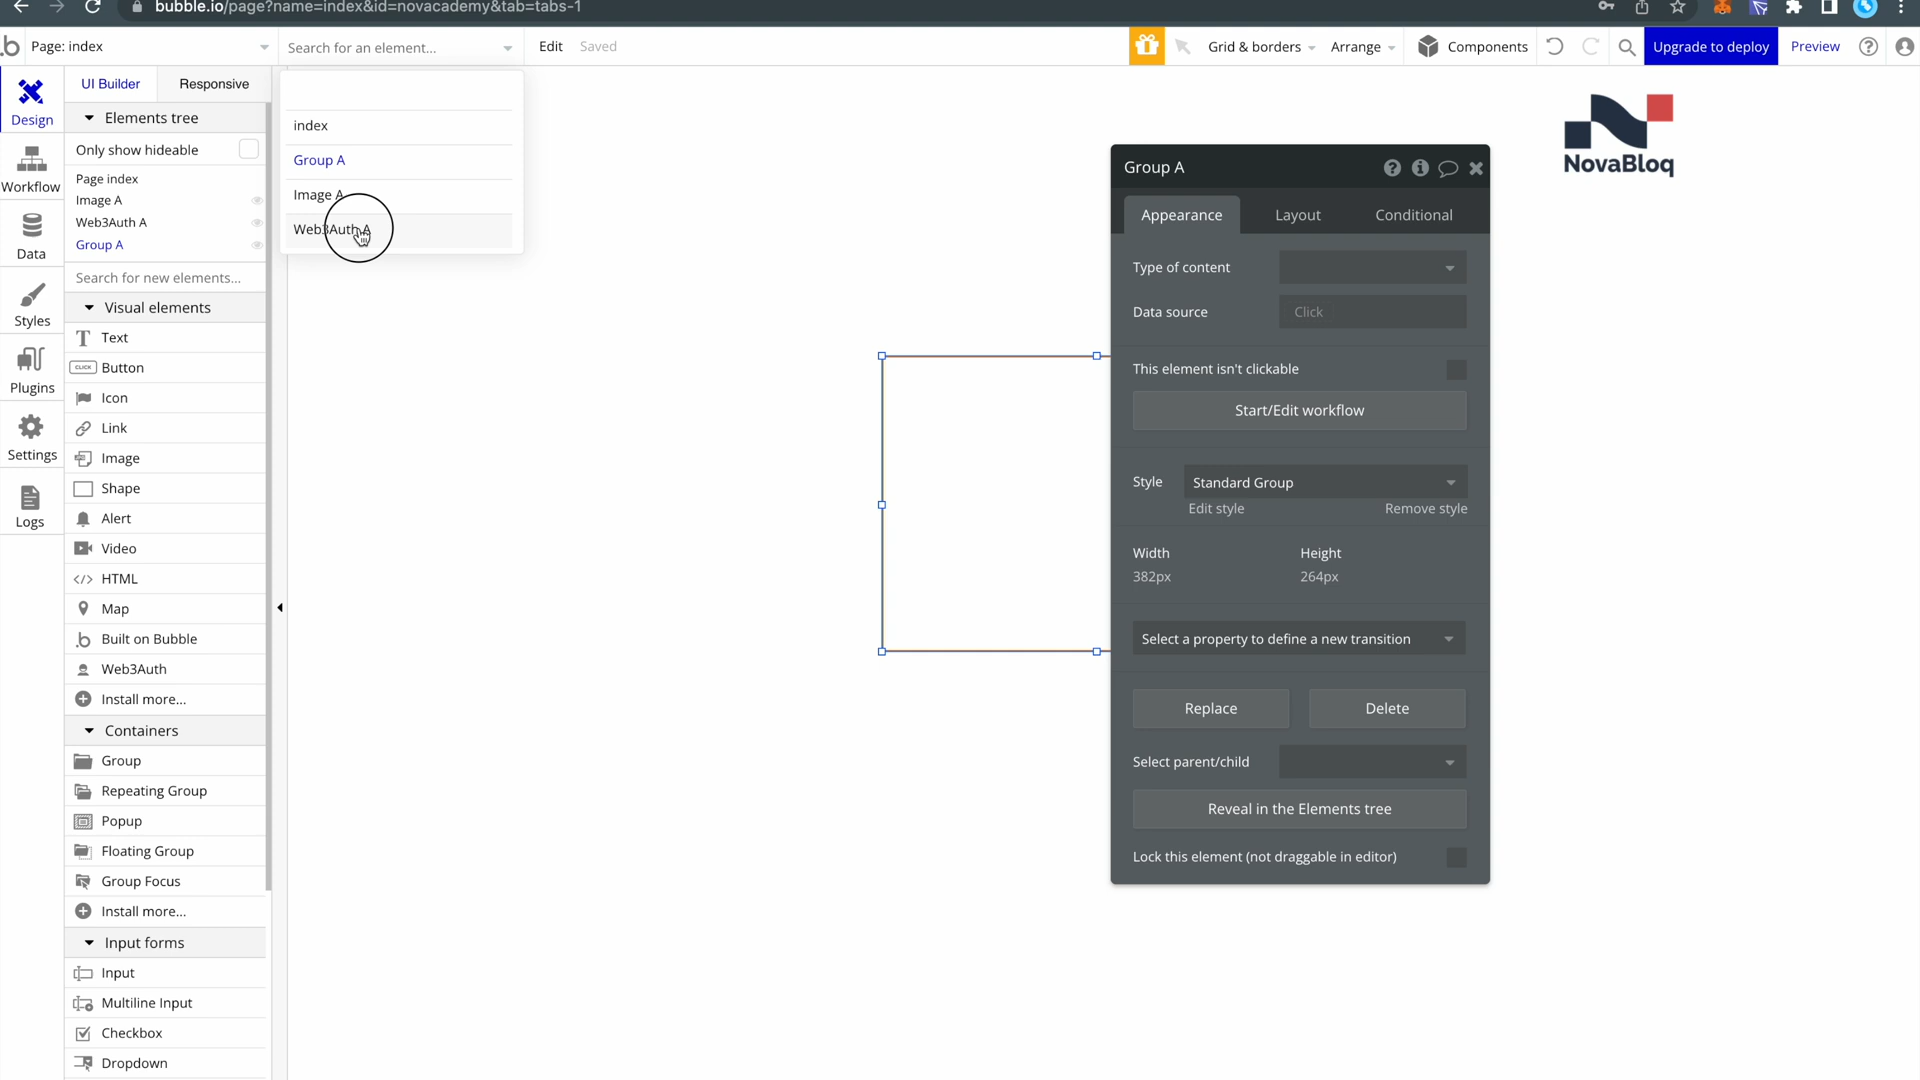 bubble.io/page?name=index&id=novacademy&tab=tabs-1
Page: index
Search for an element...
Edit
Saved
Grid & borders
Arrange
Components
Upgrade to deploy
Preview
UI Builder
Responsive
Design
Workflow
Data
Styles
Plugins
Settings
Logs
Elements tree
Only show hideable
Page index
Image A
Web3Auth A
Group A
Search for new elements...
Visual elements
Text
CLICK
Button
Icon
Link
Image
Shape
Alert
Video
HTML
Map
Built on Bubble
Web3Auth
Install more...
Containers
Group
Repeating Group
Popup
Floating Group
Group Focus
Install more...
Input forms
Input
Multiline Input
Checkbox
Dropdown
index
Group A
Image A
Web3Auth A
Group A
Appearance
Layout
Conditional
Type of content
Data source
Click
This element isn't clickable
Start/Edit workflow
Style
Standard Group
Edit style
Remove style
Width
Height
382px
264px
Select a property to define a new transition
Replace
Delete
Select parent/child
Reveal in the Elements tree
Lock this element (not draggable in editor)
NovaBloq